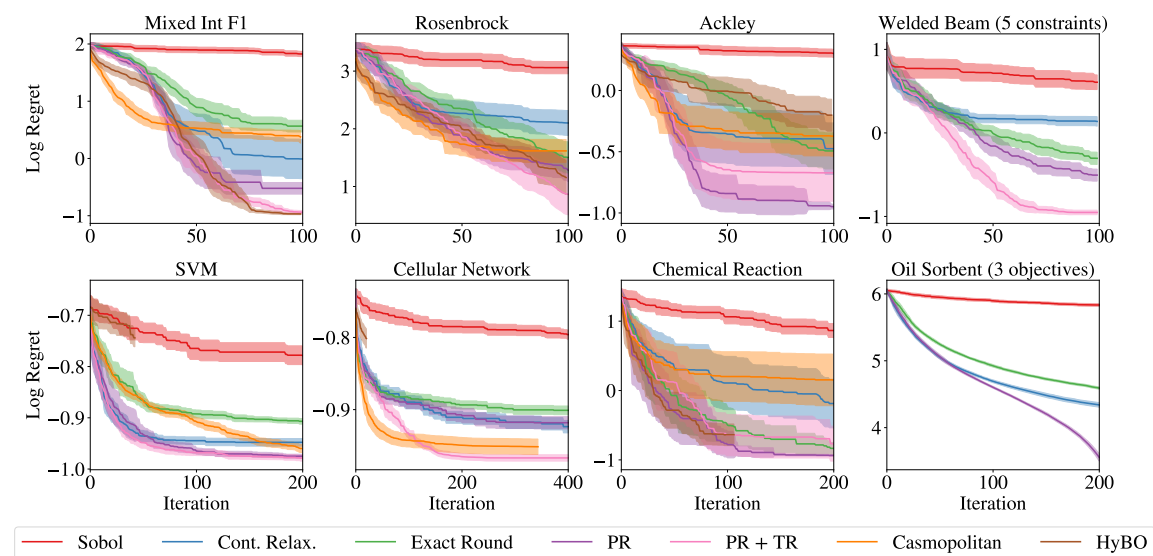 Mixed Int F1 Rosenbrock Ackley Welded Beam (5 constraints)
Log Regret
2
1
0
−1
0 50 100
3
2
1
0 50 100
0.0
−0.5
−1.0
0 50 100
1
0
−1
0 50 100
SVM Cellular Network Chemical Reaction Oil Sorbent (3 objectives)
Log Regret
−0.7
−0.8
−0.9
−1.0
0 100 200
Iteration
−0.8
−0.9
0 200 400
Iteration
1
0
−1
0 100 200
Iteration
6
5
4
0 100 200
Iteration
Sobol Cont. Relax. Exact Round PR PR + TR Casmopolitan HyBO